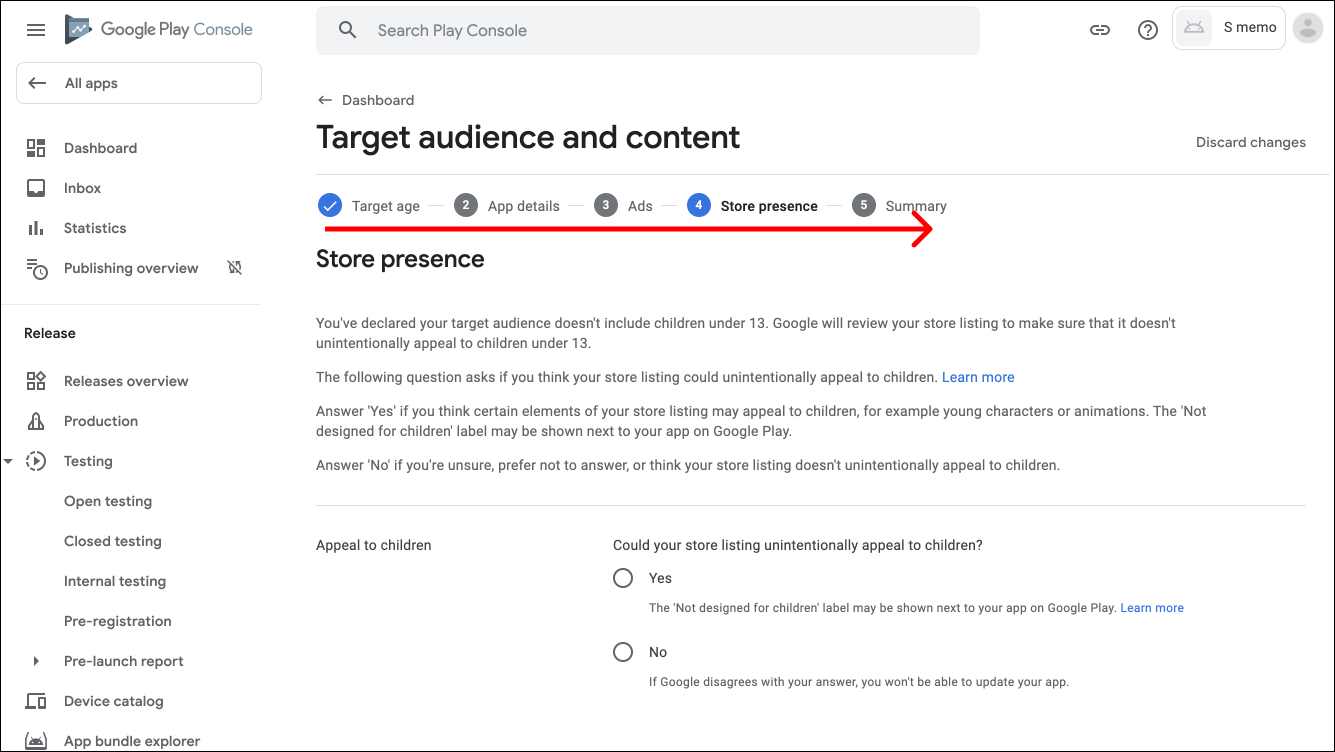 Google Play Console
Search Play Console
S memo
All apps
Dashboard
Inbox
Statistics
Publishing overview
Release
Releases overview
Production
Testing
Open testing
Closed testing
Internal testing
Pre-registration
Pre-launch report
Device catalog
App bundle explorer
Dashboard
Target audience and content
Discard changes
Target age
2 App details
3 Ads
4 Store presence
5 Summary
Store presence
You've declared your target audience doesn't include children under 13. Google will review your store listing to make sure that it doesn't
unintentionally appeal to children under 13.
The following question asks if you think your store listing could unintentionally appeal to children. Learn more
Answer 'Yes' if you think certain elements of your store listing may appeal to children, for example young characters or animations. The 'Not
designed for children' label may be shown next to your app on Google Play.
Answer 'No' if you're unsure, prefer not to answer, or think your store listing doesn't unintentionally appeal to children.
Appeal to children
Could your store listing unintentionally appeal to children?
Yes
The 'Not designed for children' label may be shown next to your app on Google Play. Learn more
No
If Google disagrees with your answer, you won't be able to update your app.